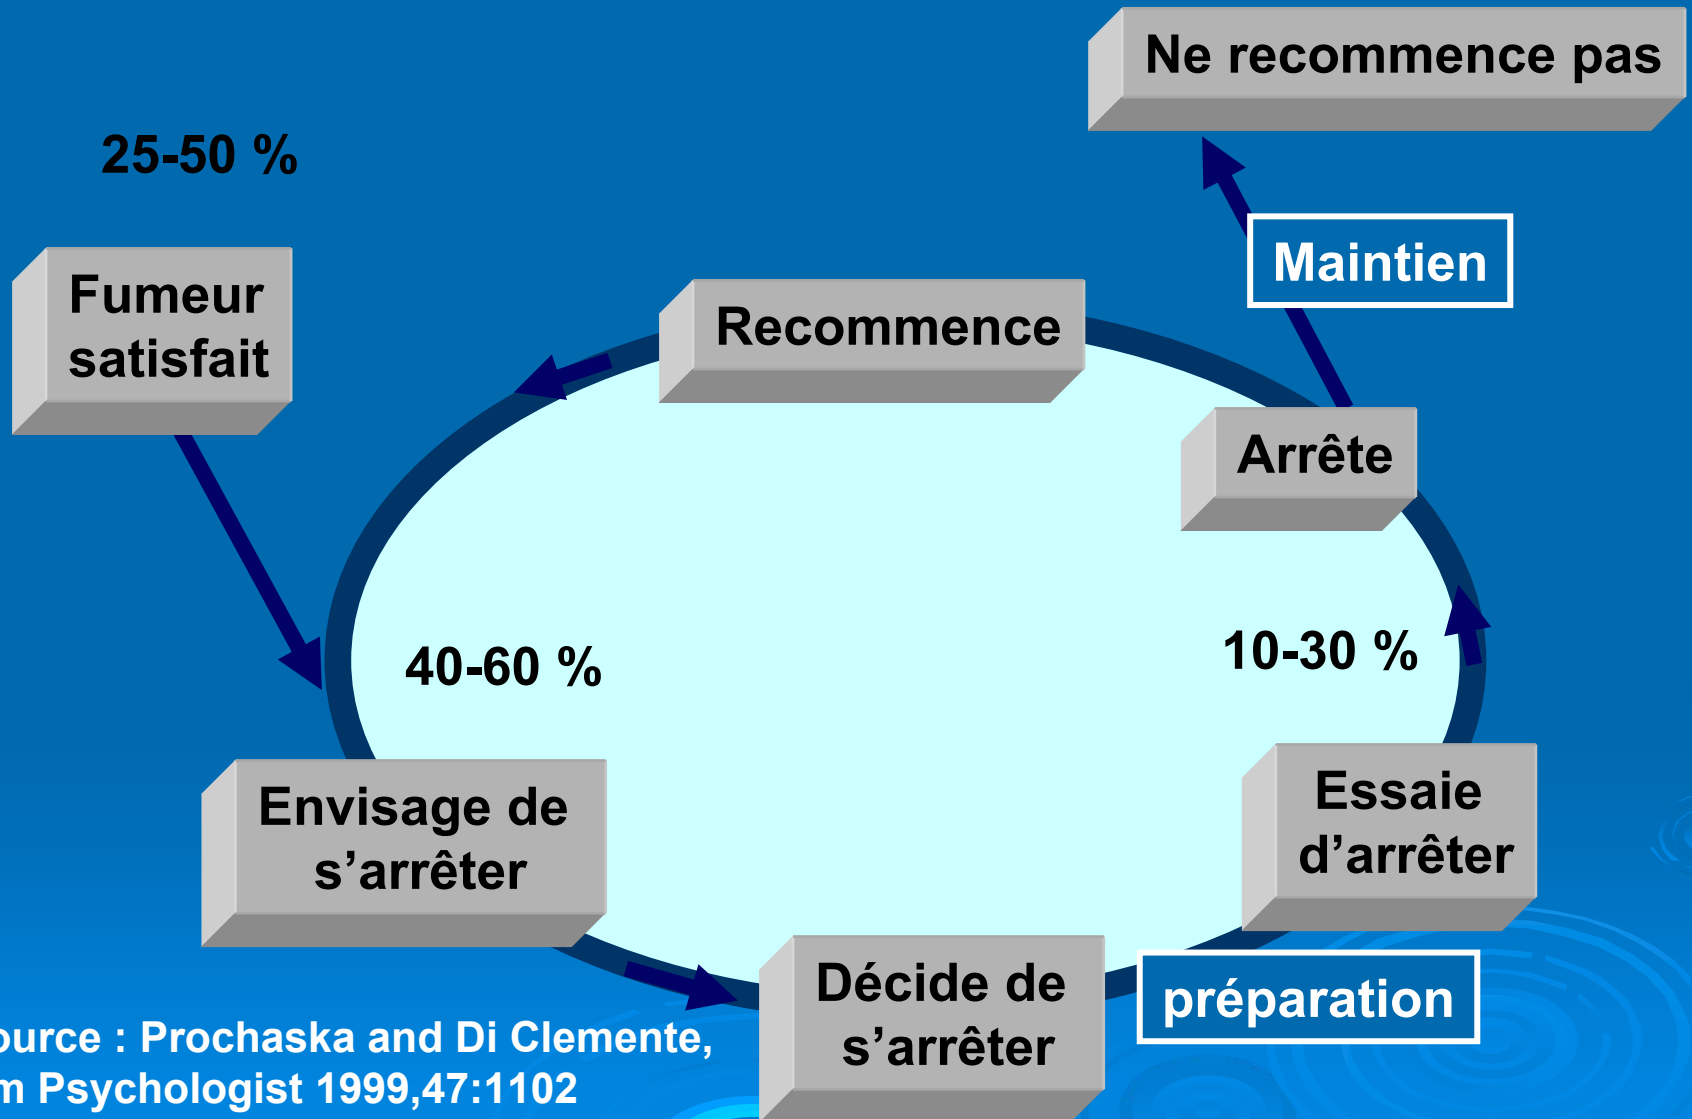 Ne recommence pas
25-50 %
Maintien
Fumeur
satisfait
Recommence
Arrête
40-60 %
10-30 %
Envisage de
s’arrêter
Essaie
d’arrêter
Décide de
s’arrêter
préparation
ource : Prochaska and Di Clemente,
m Psychologist 1999,47:1102